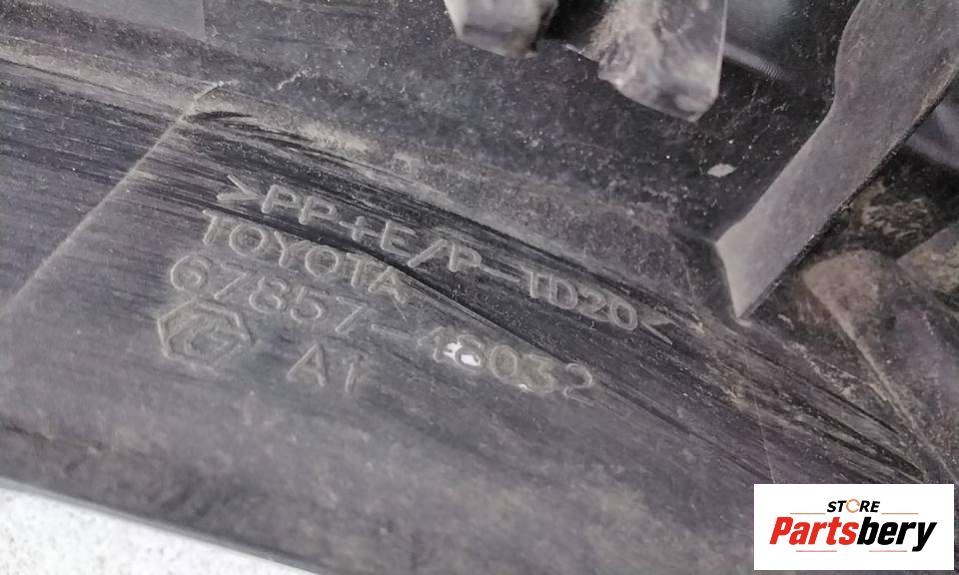 >PP+E/P-TD20<
TOYOTA
67857-48032
A1
STORE
Partsbery